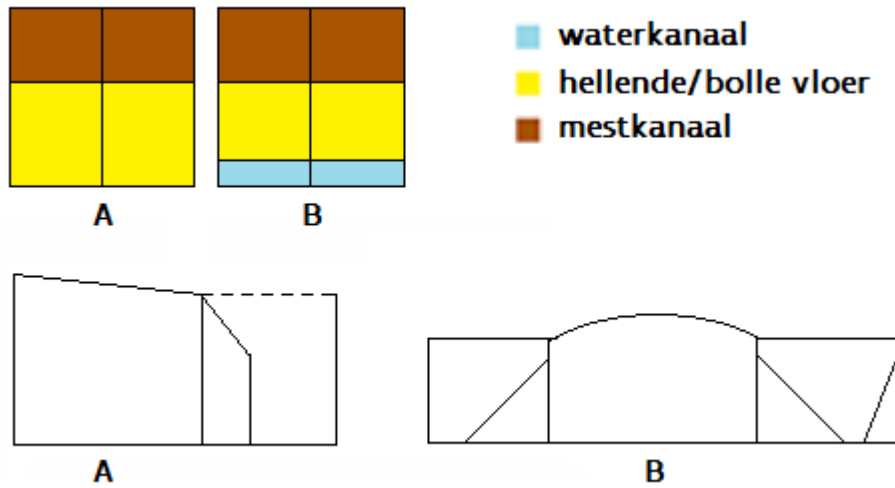 waterkanaal
hellende/bolle vloer
mestkanaal
A B
A B